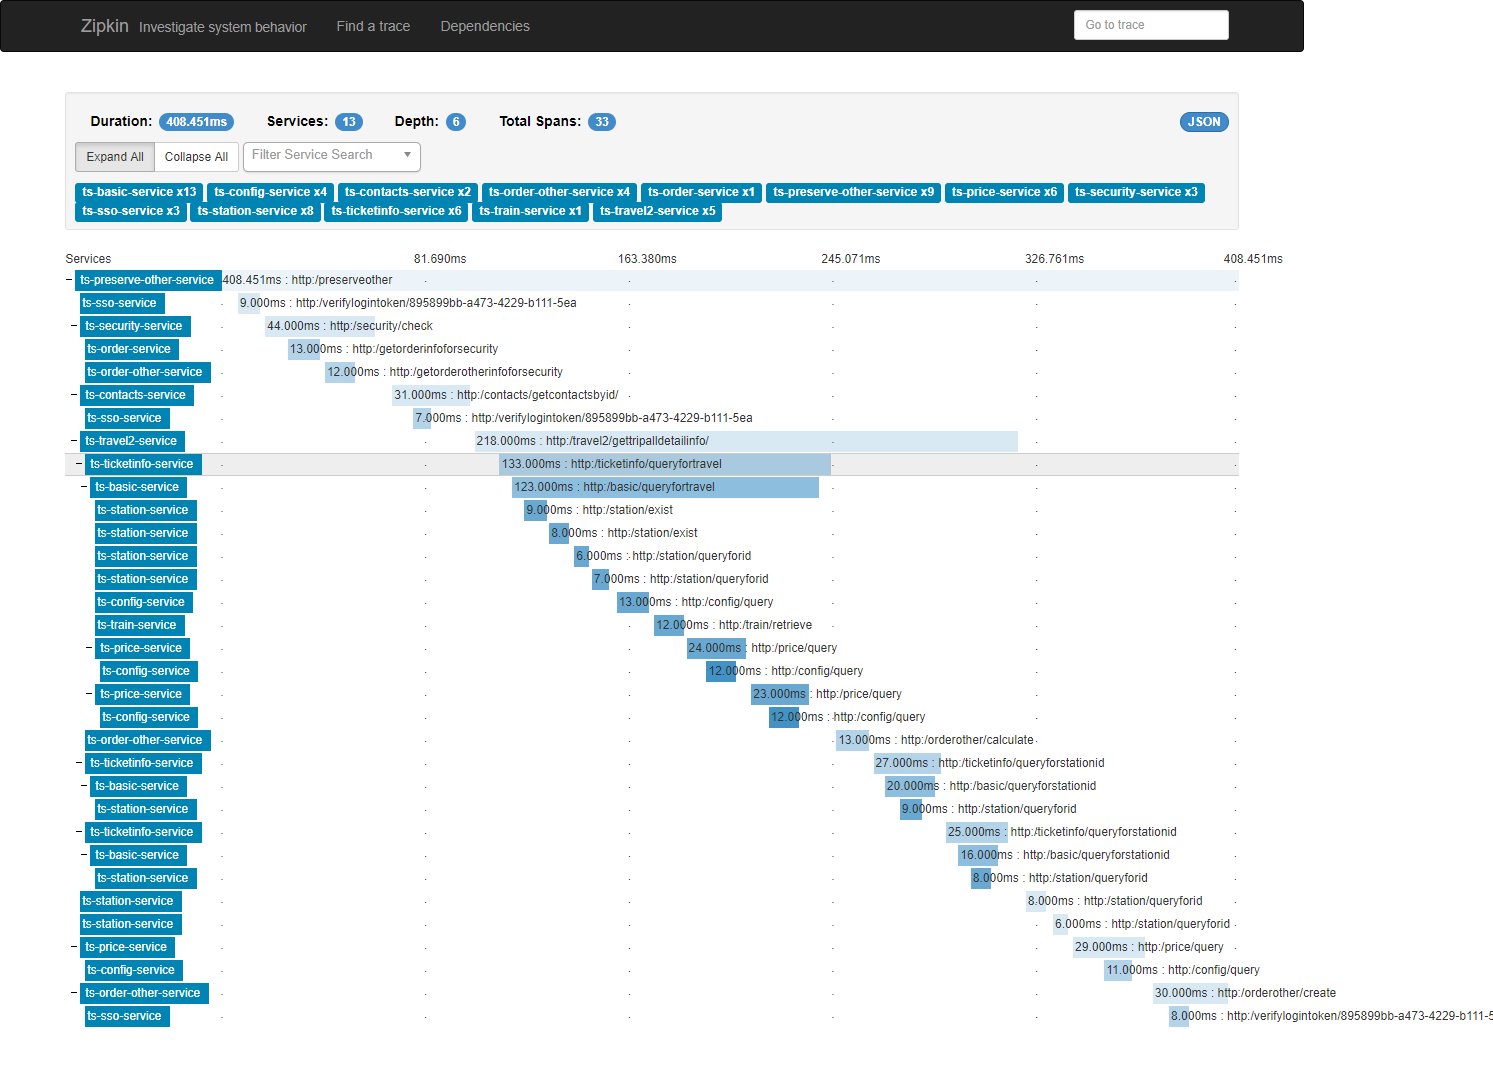 Zipkin Investigate system behavior Find a trace Dependencies Go to trace
Duration: 408.451ms Services: 13 Depth: 6 Total Spans: 33 JSON
Expand All Collapse All Filter Service Search
ts-basic-service x13 ts-config-service x4 ts-contacts-service x2 ts-order-other-service x4 ts-order-service x1 ts-preserve-other-service x9 ts-price-service x6 ts-security-service x3
ts-sso-service x3 ts-station-service x8 ts-ticketinfo-service x6 ts-train-service x1 ts-travel2-service x5
Services 81.690ms 163.380ms 245.071ms 326.761ms 408.451ms
ts-preserve-other-service 408.451ms : http:/preserveother
ts-sso-service 9.000ms : http:/verifylogintoken/895899bb-a473-4229-b111-5ea
ts-security-service 44.000ms : http:/security/check
ts-order-service 13.000ms : http:/getorderinfoforsecurity
ts-order-other-service 12.000ms : http:/getorderotherinfoforsecurity
ts-contacts-service 31.000ms : http:/contacts/getcontactsbyid/
ts-sso-service 7.000ms : http:/verifylogintoken/895899bb-a473-4229-b111-5ea
ts-travel2-service 218.000ms : http:/travel2/gettripalldetailinfo/
ts-ticketinfo-service 133.000ms : http:/ticketinfo/queryfortravel
ts-basic-service 123.000ms : http:/basic/queryfortravel
ts-station-service 9.000ms : http:/station/exist
ts-station-service 8.000ms : http:/station/exist
ts-station-service 6.000ms : http:/station/queryforid
ts-station-service 7.000ms : http:/station/queryforid
ts-config-service 13.000ms : http:/config/query
ts-train-service 12.000ms : http:/train/retrieve
ts-price-service 24.000ms : http:/price/query
ts-config-service 12.000ms : http:/config/query
ts-price-service 23.000ms : http:/price/query
ts-config-service 12.000ms : http:/config/query
ts-order-other-service 13.000ms : http:/orderother/calculate
ts-ticketinfo-service 27.000ms : http:/ticketinfo/queryforstationid
ts-basic-service 20.000ms : http:/basic/queryforstationid
ts-station-service 9.000ms : http:/station/queryforid
ts-ticketinfo-service 25.000ms : http:/ticketinfo/queryforstationid
ts-basic-service 16.000ms : http:/basic/queryforstationid
ts-station-service 8.000ms : http:/station/queryforid
ts-station-service 8.000ms : http:/station/queryforid
ts-station-service 6.000ms : http:/station/queryforid
ts-price-service 29.000ms : http:/price/query
ts-config-service 11.000ms : http:/config/query
ts-order-other-service 30.000ms : http:/orderother/create
ts-sso-service 8.000ms : http:/verifylogintoken/895899bb-a473-4229-b111-5